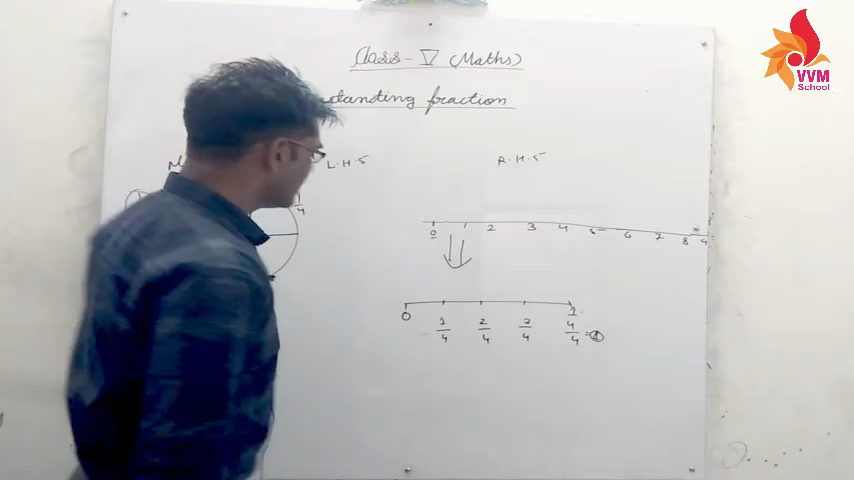 Class - V (Maths)
standing fraction
L.H.S
R.H.S
1/4
0 1 2 3 4 5 6 7 8 9
0
1
1/4 2/4 3/4 4/4 = 1
VVM
School